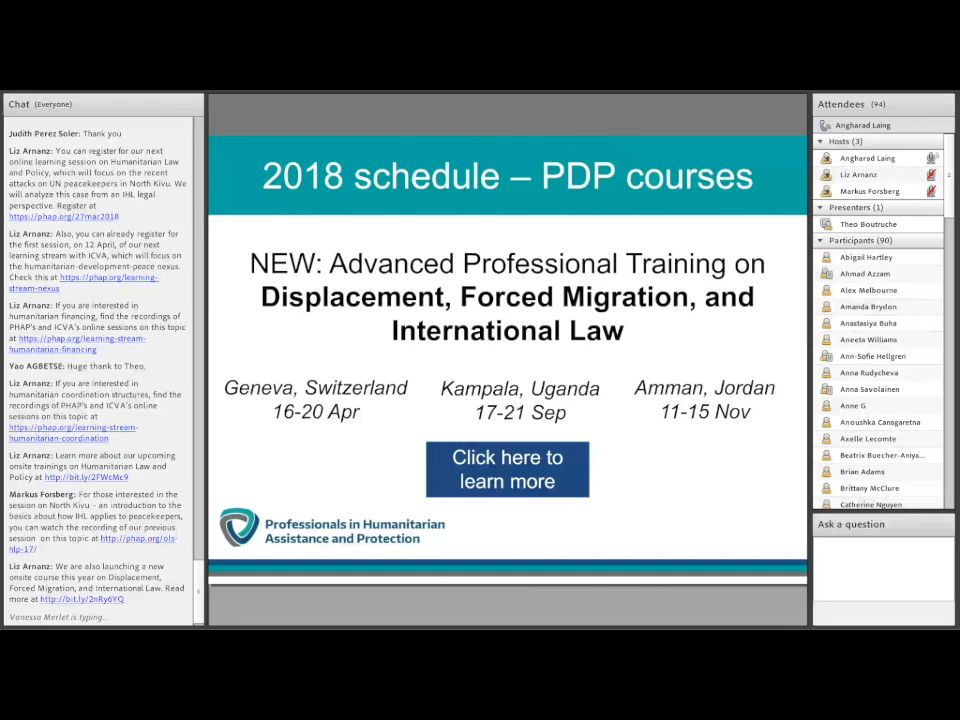 Chat (Everyone)
Judith Perez Soler: Thank you
Liz Arnanz: You can register for our next
online learning session on Humanitarian Law
and Policy, which will focus on the recent
attacks on UN peacekeepers in North Kivu. We
will analyze this case from an IHL legal
perspective. Register at
https://phap.org/27mar2018
Liz Arnanz: Also, you can already register for
the first session, on 12 April, of our next
learning stream with ICVA, which will focus on
the humanitarian-development-peace nexus.
Check this at https://phap.org/learning-
stream-nexus
Liz Arnanz: If you are interested in
humanitarian financing, find the recordings of
PHAP's and ICVA's online sessions on this topic
at https://phap.org/learning-stream-
humanitarian-financing
Yao AGBETSE: Huge thank to Theo.
Liz Arnanz: If you are interested in
humanitarian coordination structures, find the
recordings of PHAP's and ICVA's online
sessions on this topic at
https://phap.org/learning-stream-
humanitarian-coordination
Liz Arnanz: Learn more about our upcoming
onsite trainings on Humanitarian Law and
Policy at http://bit.ly/2FWcMc9
Markus Forsberg: For those interested in the
session on North Kivu - an introduction to the
basics about how IHL applies to peacekeepers,
you can watch the recording of our previous
session on this topic at http://phap.org/ols-
hlp-17/
Liz Arnanz: We are also launching a new
onsite course this year on Displacement,
Forced Migration, and International Law. Read
more at http://bit.ly/2nRy6YQ
Vanessa Merlet is typing...
2018 schedule – PDP courses
NEW: Advanced Professional Training on
Displacement, Forced Migration, and
International Law
Geneva, Switzerland
16-20 Apr
Kampala, Uganda
17-21 Sep
Amman, Jordan
11-15 Nov
Click here to
learn more
Professionals in Humanitarian
Assistance and Protection
Attendees (94)
Angharad Laing
Hosts (3)
Angharad Laing
Liz Arnanz
Markus Forsberg
Presenters (1)
Theo Boutruche
Participants (90)
Abigail Hartley
Ahmad Azzam
Alex Melbourne
Amanda Brydon
Anastasiya Buha
Aneeta Williams
Ann-Sofie Hellgren
Anna Rudycheva
Anna Savolainen
Anne G
Anoushka Canagaretna
Axelle Lecomte
Beatrix Buecher-Aniya...
Brian Adams
Brittany McClure
Catherine Nguyen
Ask a question